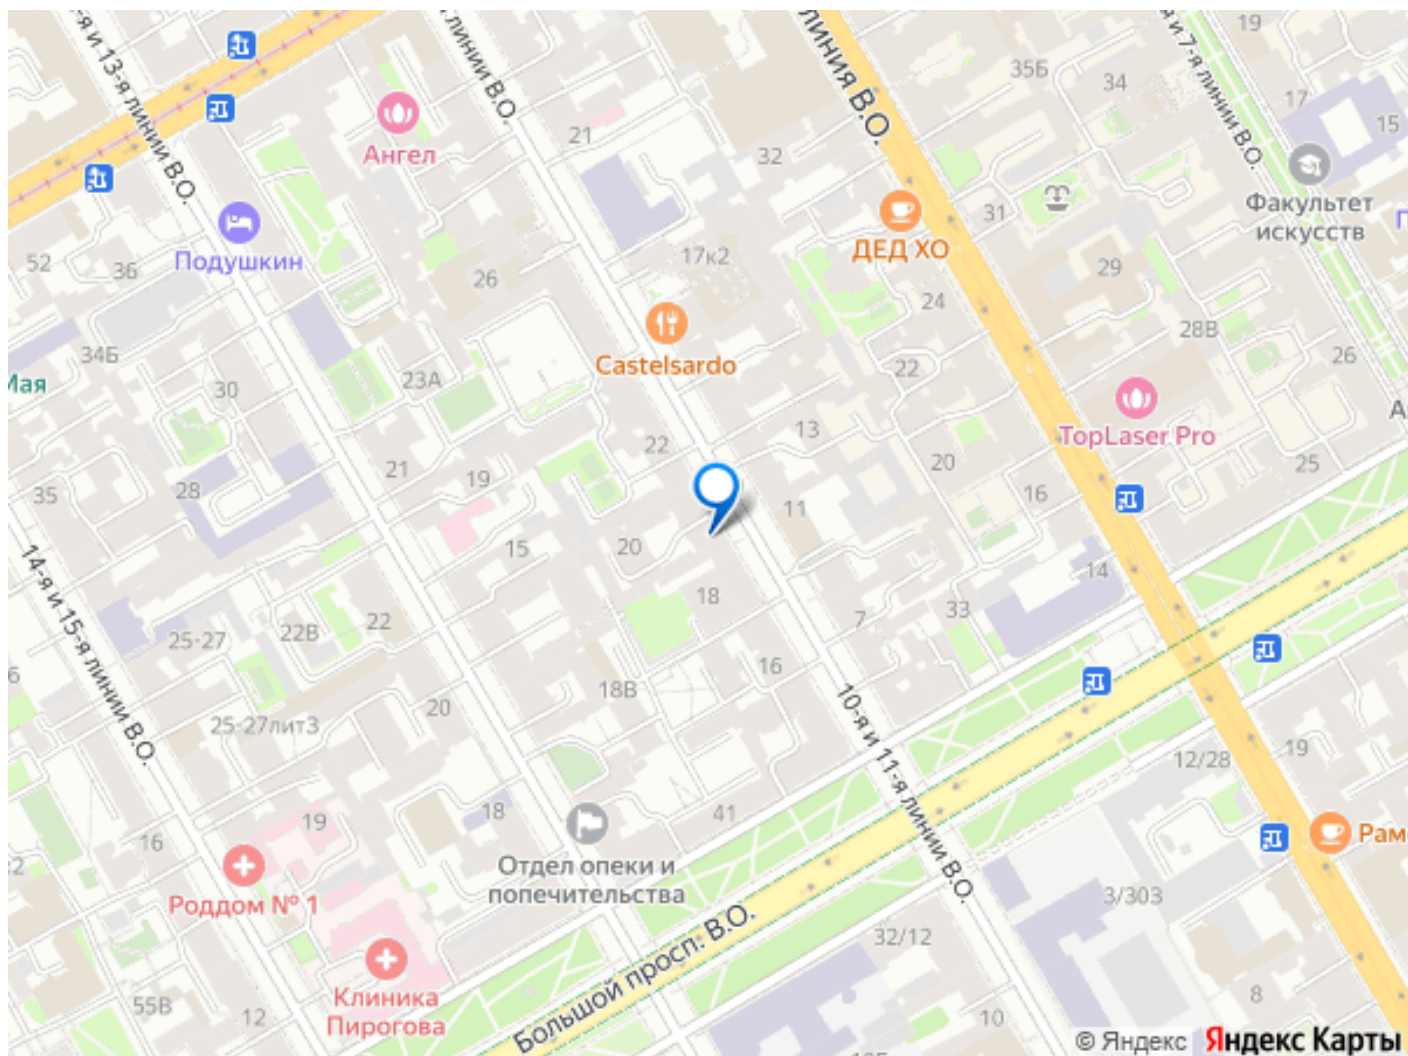 -я и 13-я линии В.О.
линии В.О.
линия В.О.
и 7-я линии В.О.
19
35Б
34
17
15
21
32
Ангел
Факультет
искусств
31
ДЕД ХО
Подушкин
52
36
26
17к2
29
24
28В
34Б
Castelsardo
26
Мая
30
23А
22
TopLaser Pro
13
22
20
25
21
19
28
35
16
11
15
20
14
18
33
7
14-я и 15-я линии В.О.
25-27
22В
22
16
18В
10-я и 11-я линии В.О.
20
25-27лит3
12/28
19
18
41
19
16
Рам
Отдел опеки и
попечительства
Роддом № 1
3/303
Большой просп. В.О.
32/12
Клиника
Пирогова
55В
12
8
10
© Яндекс Яндекс Карты